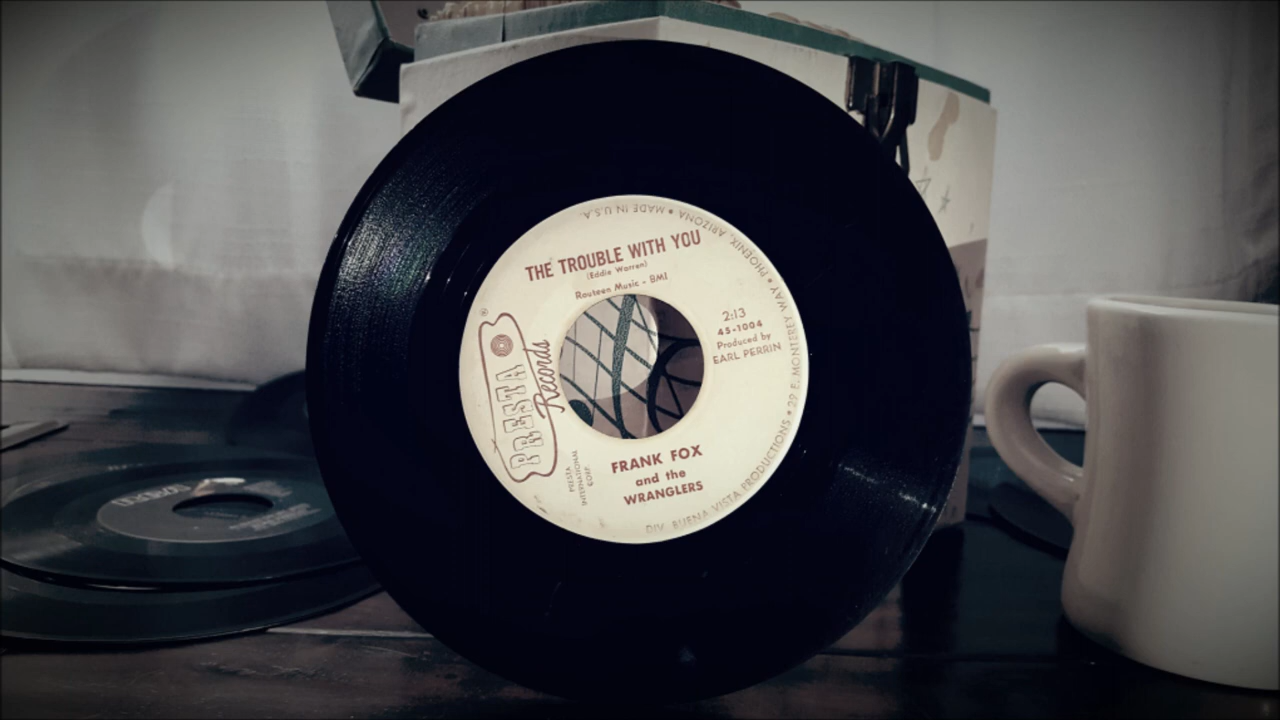 THE TROUBLE WITH YOU
(Eddie Warren)
Routeen Music - BMI
2:13
45-1004
Produced by
EARL PERRIN
®
PRESTA
Records
PRESTA
INTERNATIONAL
CORP.
FRANK FOX
and the
WRANGLERS
DIV. BUENA VISTA PRODUCTIONS • 29 E. MONTEREY WAY • PHOENIX, ARIZONA • MADE IN U.S.A.